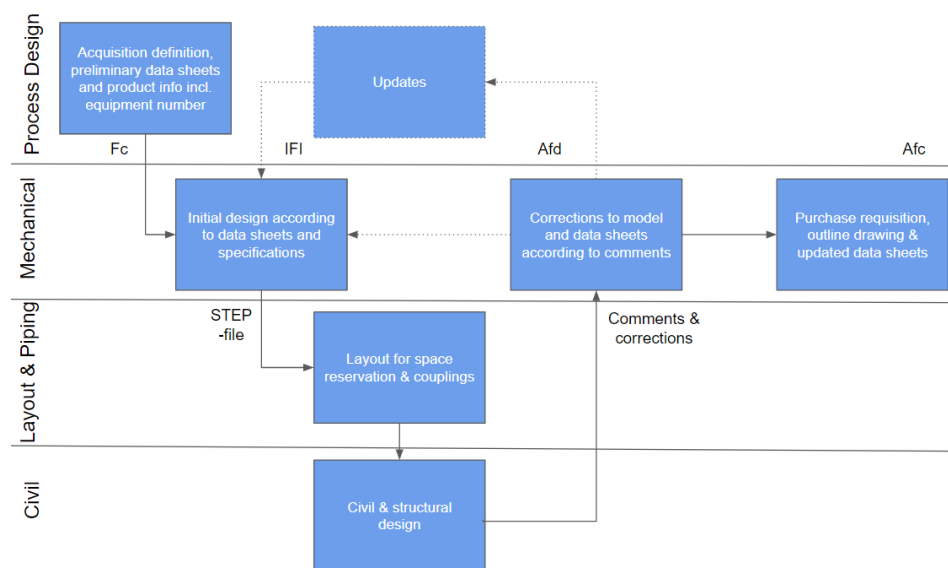 Process Design
Acquisition definition,
preliminary data sheets
and product info incl.
equipment number
Updates
Fc
IFI
Afd
Afc
Mechanical
Initial design according
to data sheets and
specifications
Corrections to model
and data sheets
according to comments
Purchase requisition,
outline drawing &
updated data sheets
STEP
-file
Comments &
corrections
Layout & Piping
Layout for space
reservation & couplings
Civil
Civil & structural
design